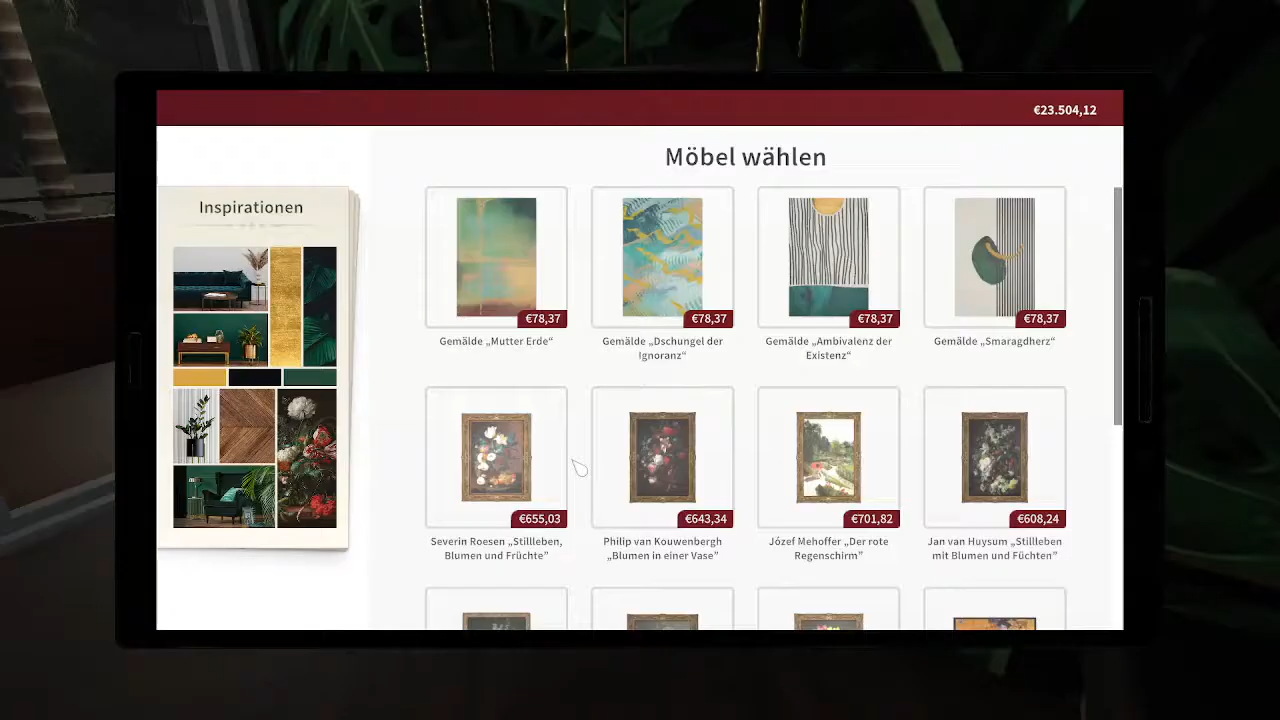 €23.504,12
Möbel wählen
Inspirationen
€78,37
€78,37
€78,37
€78,37
Gemälde „Mutter Erde“
Gemälde „Dschungel der
Ignoranz“
Gemälde „Ambivalenz der
Existenz“
Gemälde „Smaragdherz“
€655,03
€643,34
€701,82
€608,24
Severin Roesen „Stillleben,
Blumen und Früchte”
Philip van Kouwenbergh
„Blumen in einer Vase”
Józef Mehoffer „Der rote
Regenschirm”
Jan van Huysum „Stillleben
mit Blumen und Füchten”